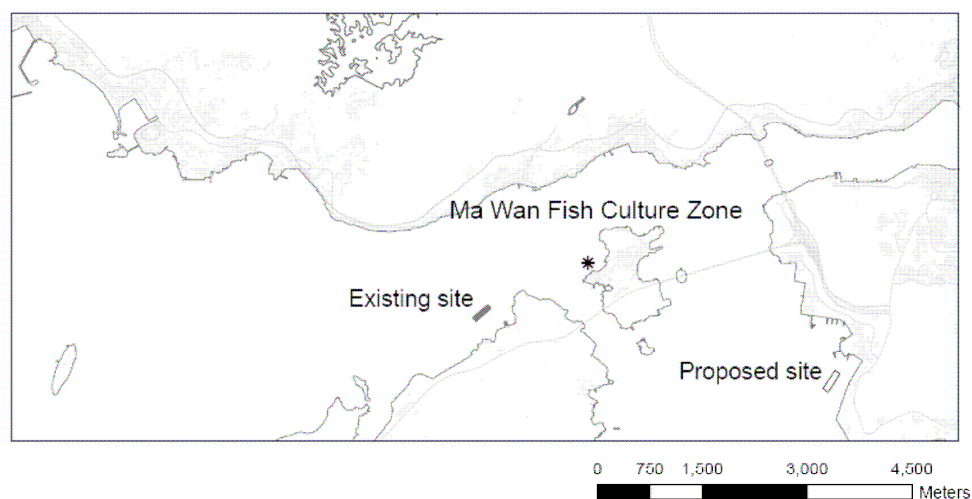 Ma Wan Fish Culture Zone
Existing site
Proposed site
0 750 1,500 3,000 4,500
Meters